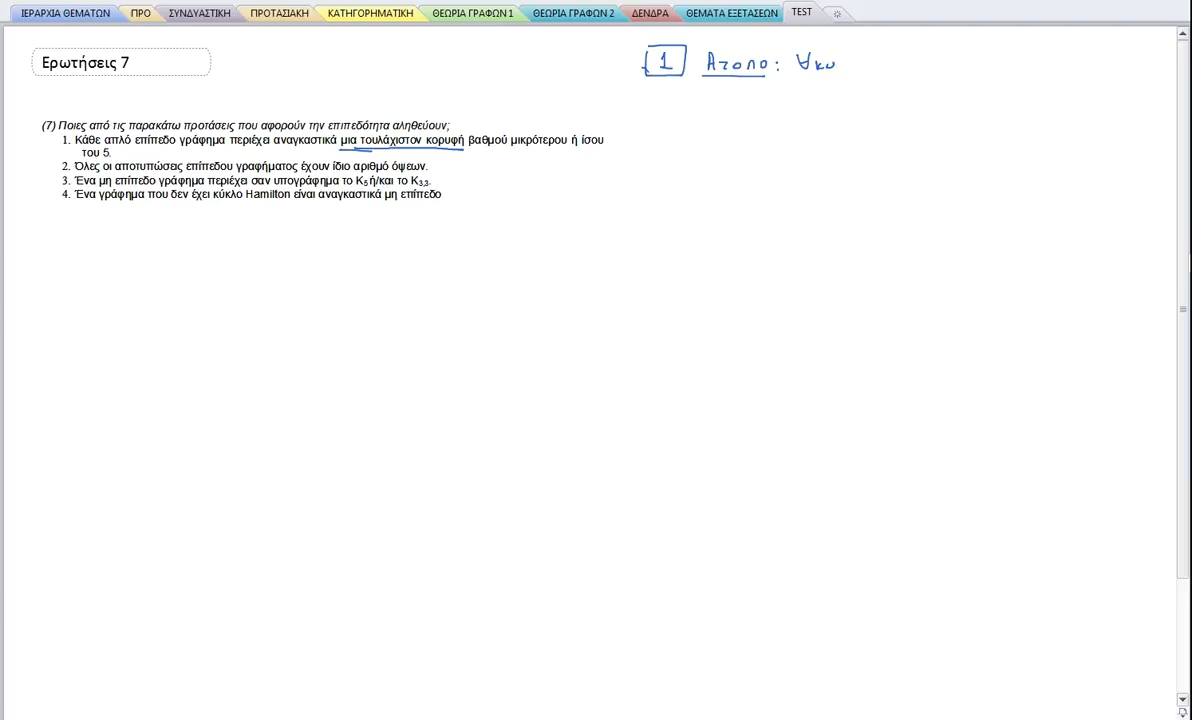 ΙΕΡΑΡΧΙΑ ΘΕΜΑΤΩΝ ΠΡΟ ΣΥΝΔΥΑΣΤΙΚΗ ΠΡΟΤΑΣΙΑΚΗ ΚΑΤΗΓΟΡΗΜΑΤΙΚΗ ΘΕΩΡΙΑ ΓΡΑΦΩΝ 1 ΘΕΩΡΙΑ ΓΡΑΦΩΝ 2 ΔΕΝΔΡΑ ΘΕΜΑΤΑ ΕΞΕΤΑΣΕΩΝ TEST
Ερωτήσεις 7
1 Ατοπο: ∀κυ
(7) Ποιες από τις παρακάτω προτάσεις που αφορούν την επιπεδότητα αληθεύουν;
1. Κάθε απλό επίπεδο γράφημα περιέχει αναγκαστικά μια τουλάχιστον κορυφή βαθμού μικρότερου ή ίσου
του 5.
2. Όλες οι αποτυπώσεις επίπεδου γραφήματος έχουν ίδιο αριθμό όψεων.
3. Ένα μη επίπεδο γράφημα περιέχει σαν υπογράφημα το Κ5 ή/και το Κ3,3.
4. Ένα γράφημα που δεν έχει κύκλο Hamilton είναι αναγκαστικά μη επίπεδο